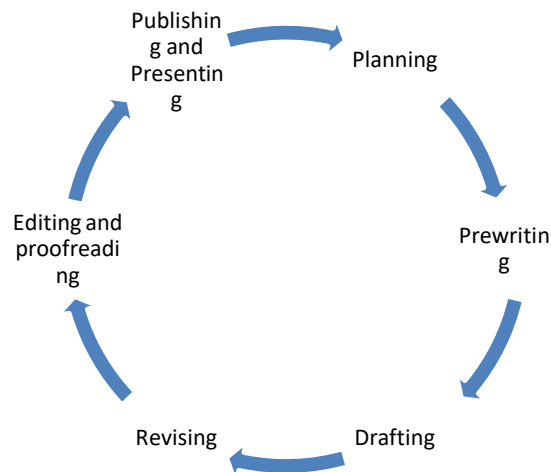 Publishin
g and
Presentin
g
Planning
Prewritin
g
Drafting
Revising
Editing and
proofreadi
ng